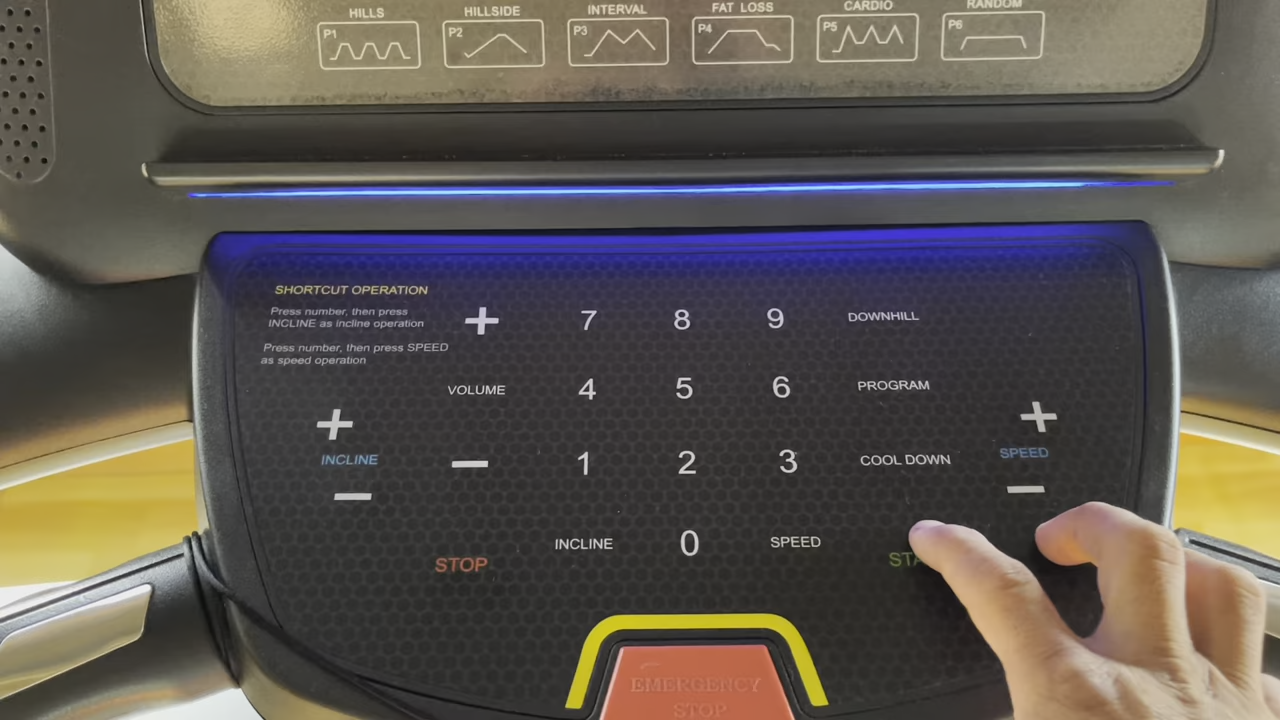 HILLS
HILLSIDE
INTERVAL
FAT LOSS
CARDIO
RANDOM
P1
P2
P3
P4
P5
P6
SHORTCUT OPERATION
Press number, then press
INCLINE as incline operation
Press number, then press SPEED
as speed operation
+
7
8
9
DOWNHILL
VOLUME
4
5
6
PROGRAM
+
INCLINE
−
−
1
2
3
COOL DOWN
+
SPEED
−
STOP
INCLINE
0
SPEED
EMERGENCY
STOP